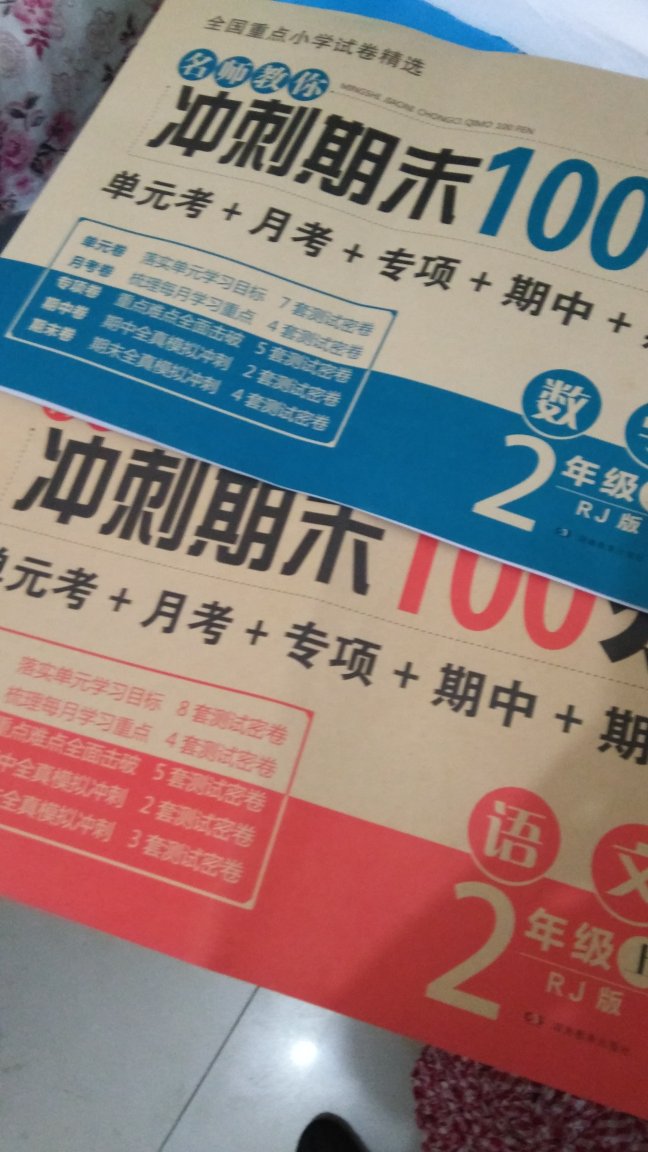 全国重点小学试卷精选
名师教你
MINGSHI JIAONI CHONGCI QIMO 100 FEN
冲刺期末100
单元考+月考+专项+期中+
单元卷 落实单元学习目标 7套测试密卷
月考卷 梳理每月学习重点 4套测试密卷
专项卷 重点难点全面击破 5套测试密卷
期中卷 期中全真模拟冲刺 2套测试密卷
期末卷 期末全真模拟冲刺 4套测试密卷
数
2年级
RJ版
冲刺期末100
单元考+月考+专项+期中+期
落实单元学习目标 8套测试密卷
梳理每月学习重点 4套测试密卷
重点难点全面击破 5套测试密卷
中全真模拟冲刺 2套测试密卷
全真模拟冲刺 3套测试密卷
语文
2年级上
RJ版